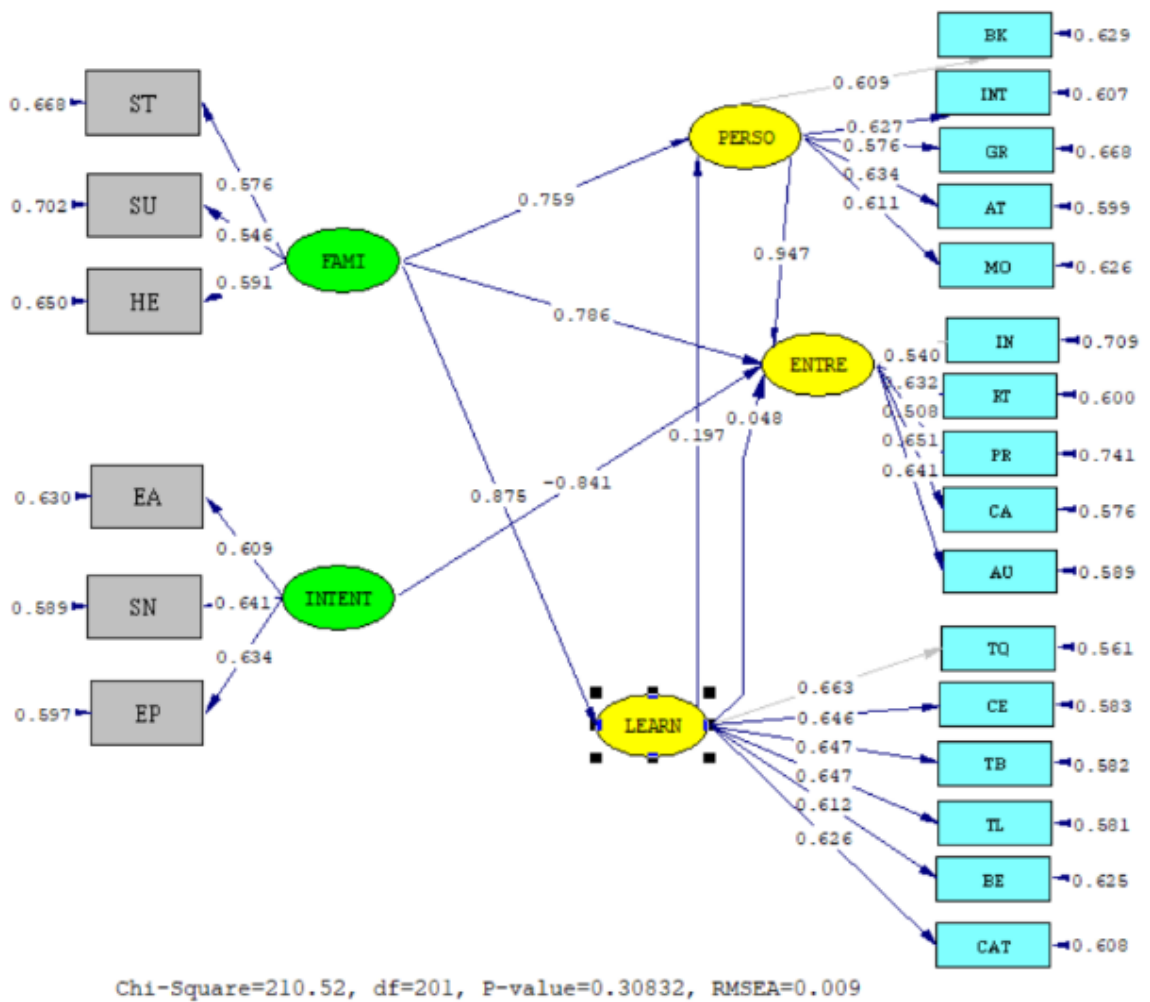 BK
0.629
0.609
INT
0.607
0.668
ST
PERSO
0.627
0.576
GR
0.668
0.634
0.611
AT
0.599
0.576
0.702
SU
0.759
0.546
0.947
MO
0.626
FAMI
0.591
0.650
HE
0.786
IN
0.709
0.540
ENTRE
0.632
RT
0.600
0.508
0.048
0.197
0.651
PR
0.741
0.641
0.875
-0.841
0.630
EA
CA
0.576
0.609
AU
0.589
0.589
SN
0.641
INTENT
0.634
TQ
0.561
0.663
0.597
EP
LEARN
0.646
CE
0.583
0.647
TB
0.582
0.647
0.612
TL
0.581
0.626
BE
0.625
CAT
0.608
Chi-Square=210.52, df=201, P-value=0.30832, RMSEA=0.009